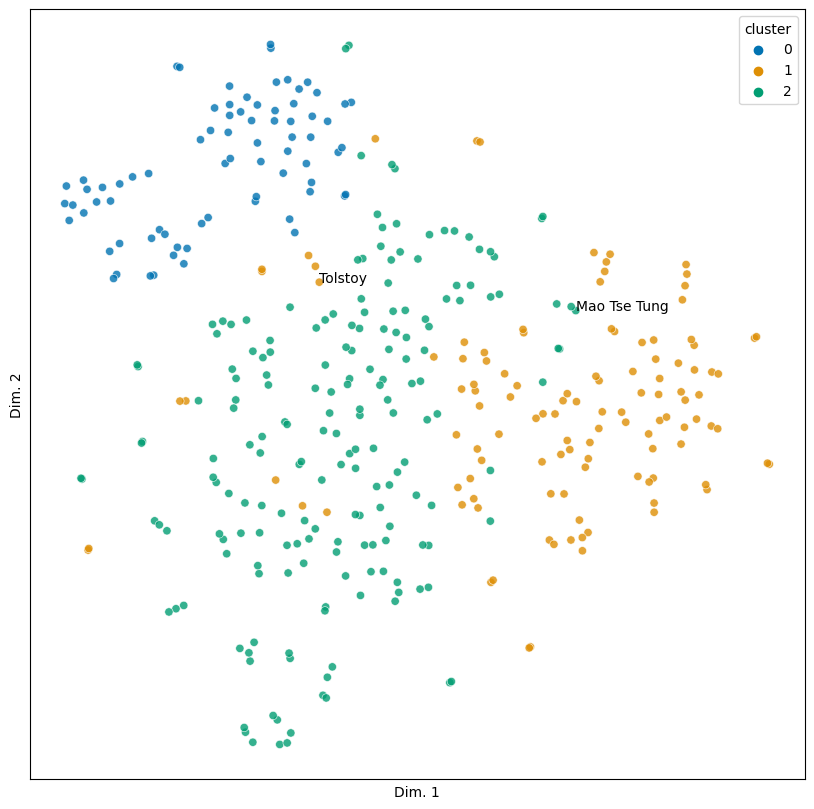 cluster
0
1
2
Tolstoy
Mao Tse Tung
Dim. 2
Dim. 1